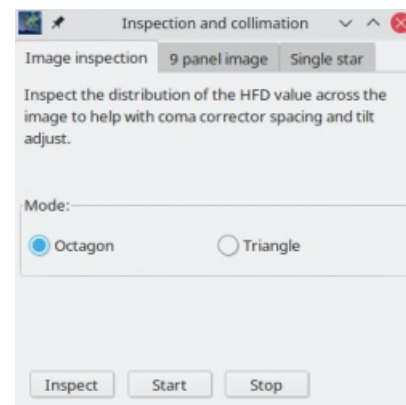 Inspection and collimation
Image inspection 9 panel image Single star
Inspect the distribution of the HFD value across the
image to help with coma corrector spacing and tilt
adjust.
Mode:
Octagon Triangle
Inspect Start Stop